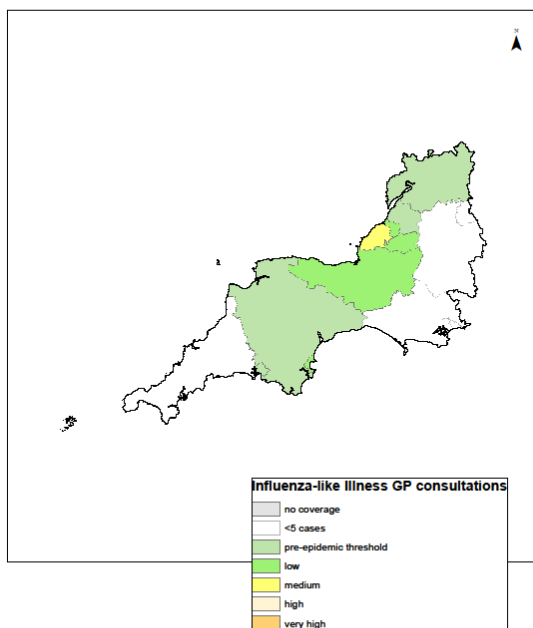 N
Influenza-like Illness GP consultations
no coverage
<5 cases
pre-epidemic threshold
low
medium
high
very high